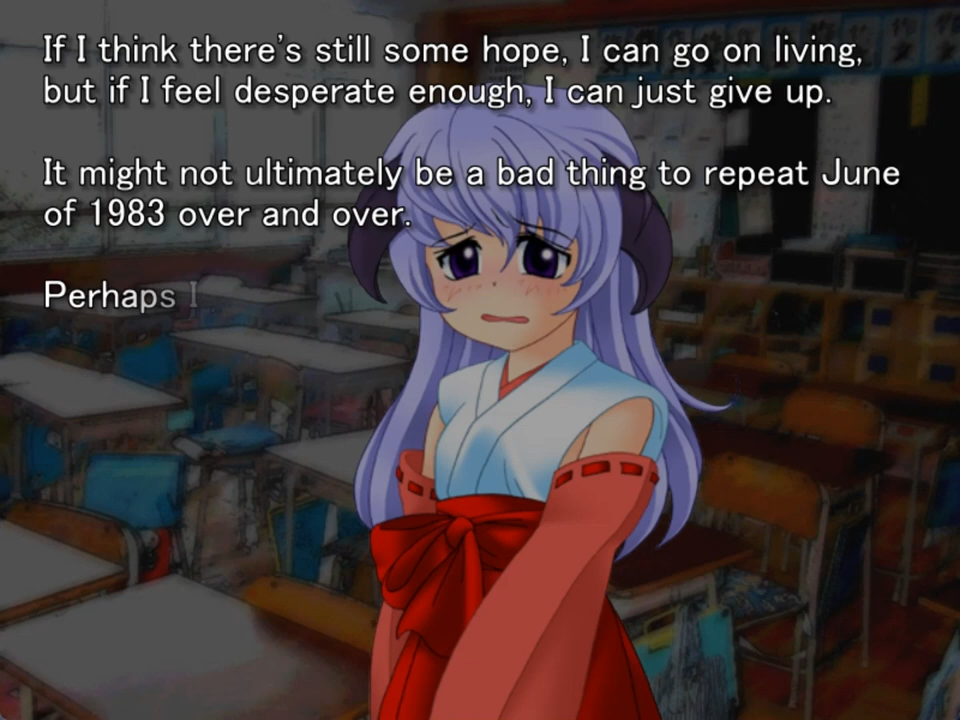 If I think there's still some hope, I can go on living,
but if I feel desperate enough, I can just give up.
It might not ultimately be a bad thing to repeat June
of 1983 over and over.
Perhaps I